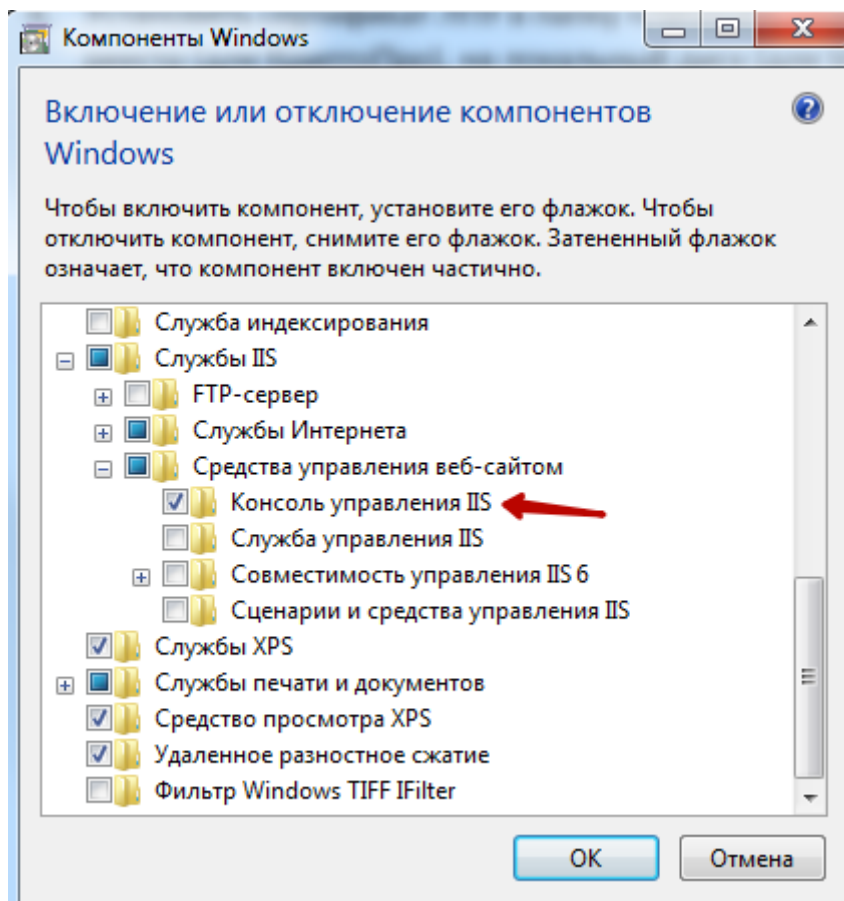 Компоненты Windows
Включение или отключение компонентов
Windows
Чтобы включить компонент, установите его флажок. Чтобы
отключить компонент, снимите его флажок. Затененный флажок
означает, что компонент включен частично.
Служба индексирования
Службы IIS
FTP-сервер
Службы Интернета
Средства управления веб-сайтом
Консоль управления IIS
Служба управления IIS
Совместимость управления IIS 6
Сценарии и средства управления IIS
Службы XPS
Службы печати и документов
Средство просмотра XPS
Удаленное разностное сжатие
Фильтр Windows TIFF IFilter
ОК
Отмена